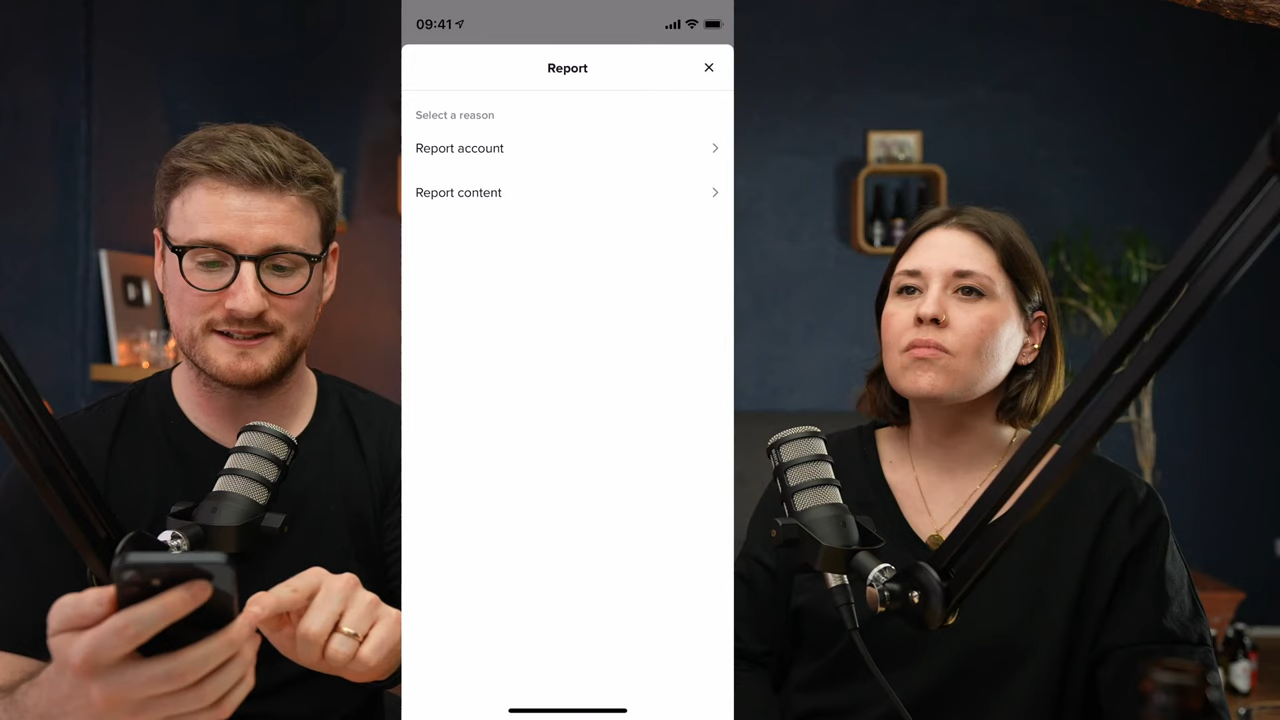 09:41
Report
Select a reason
Report account
Report content